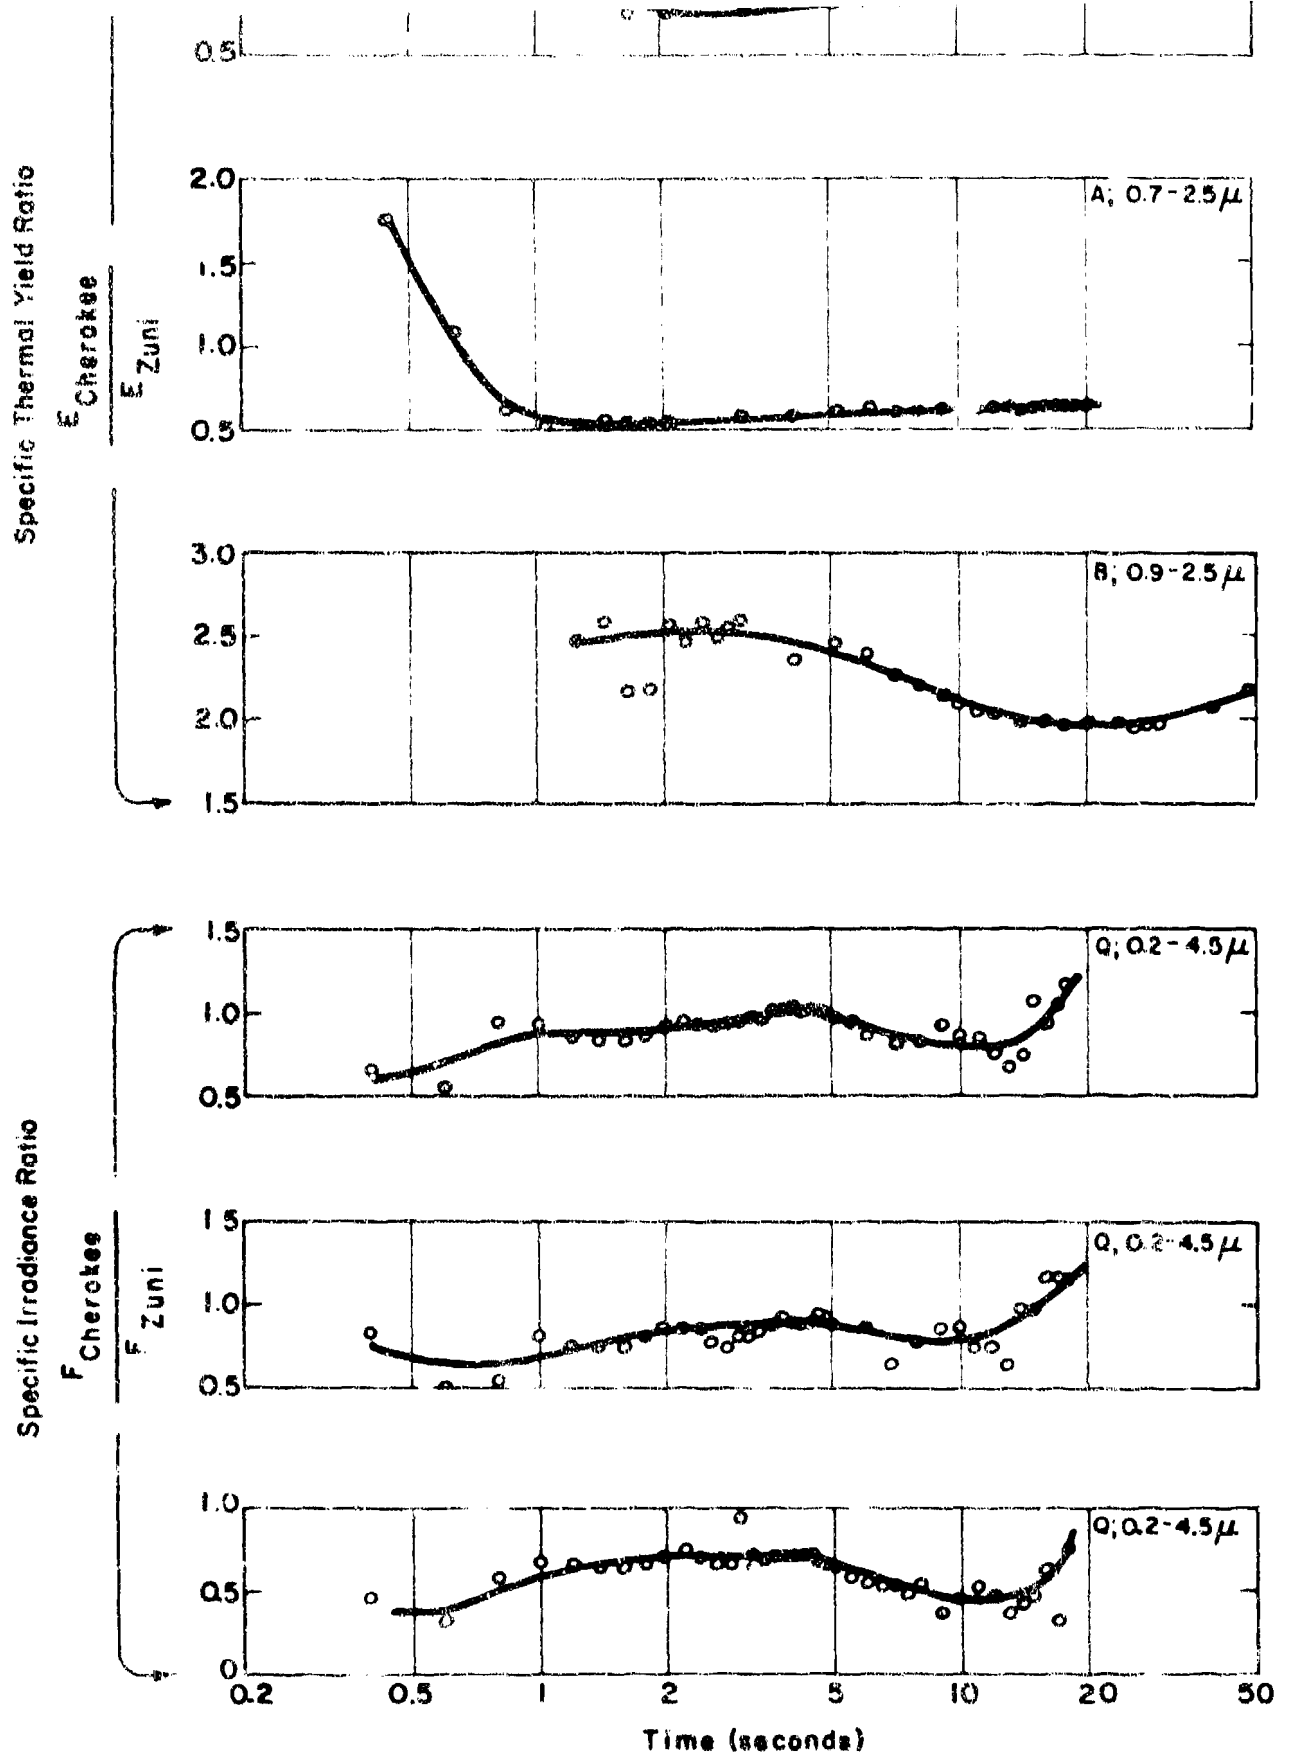 0.5
Specific Thermal Yield Ratio
E Cherokee
E Zuni
2.0
1.5
1.0
0.5
A; 0.7-2.5μ
3.0
2.5
2.0
1.5
B; 0.9-2.5μ
Specific Irradiance Ratio
F Cherokee
F Zuni
1.5
1.0
0.5
Q; 0.2-4.5μ
1.5
1.0
0.5
Q, 0.2-4.5μ
1.0
0.5
0
Q; 0.2-4.5μ
0.2 0.5 1 2 5 10 20 50
Time (seconds)